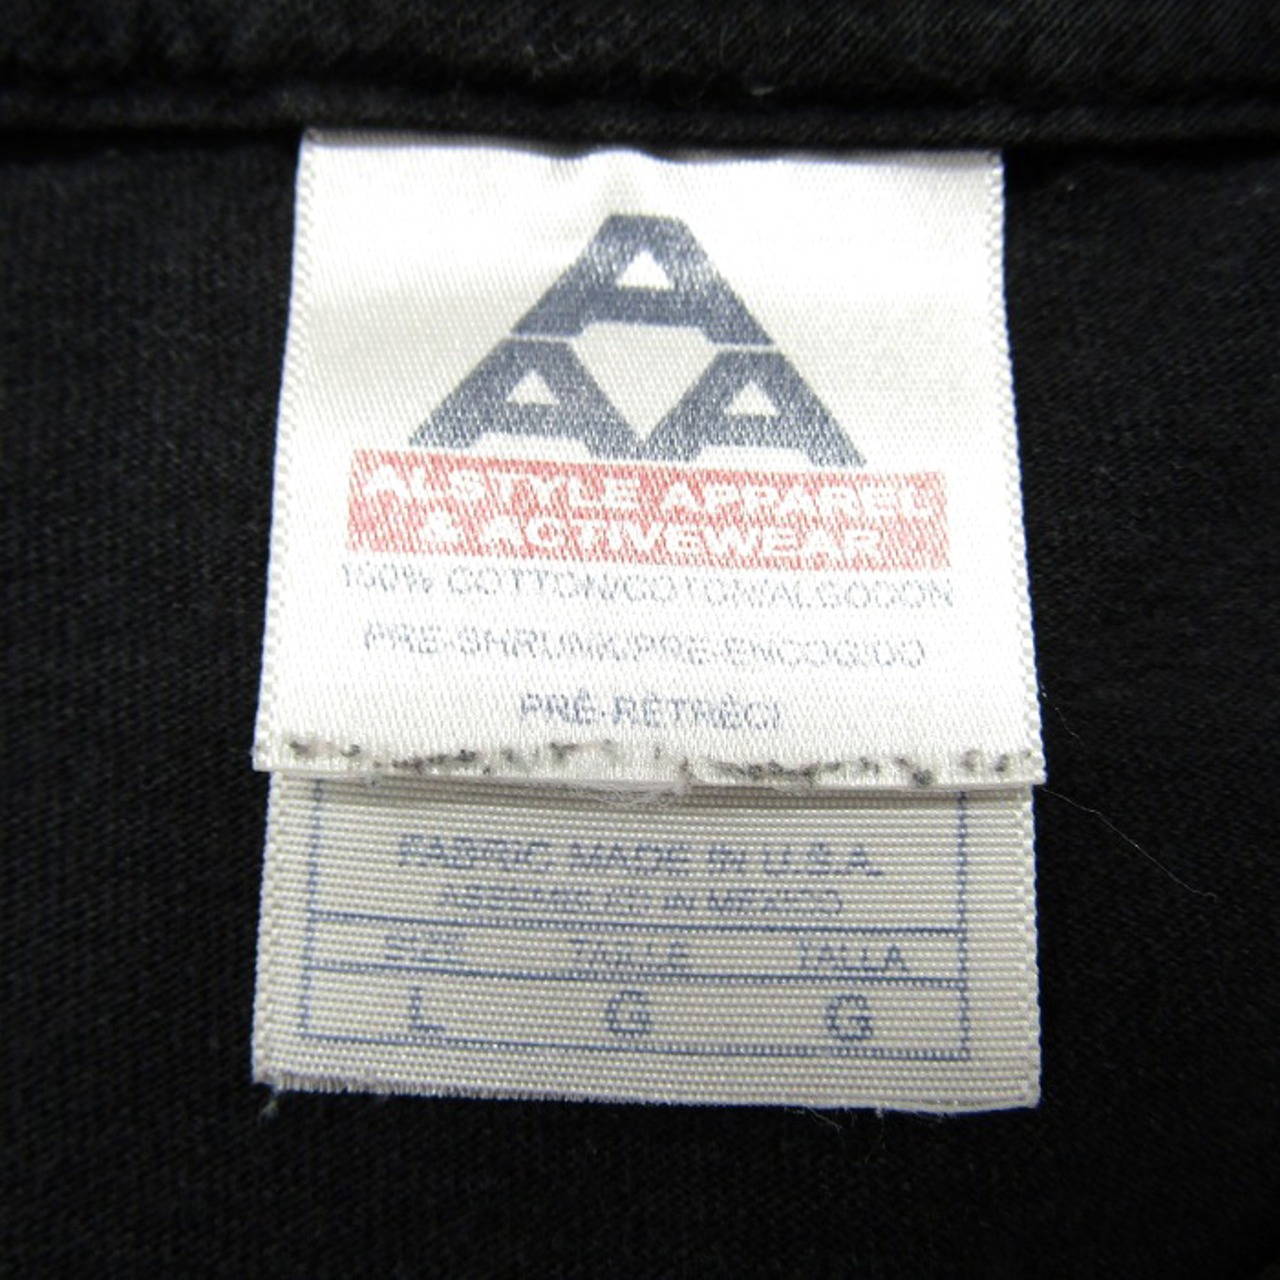 A
A A
ALSTYLE APPAREL
& ACTIVEWEAR
100% COTTON/COTON/ALGODON
PRE-SHRUNK/PRE-ENCOGIDO
PRÉ-RÉTRÉCI
FABRIC MADE IN U.S.A.
ASSEMBLED IN MEXICO
SIZE TAILLE TALLA
L G G